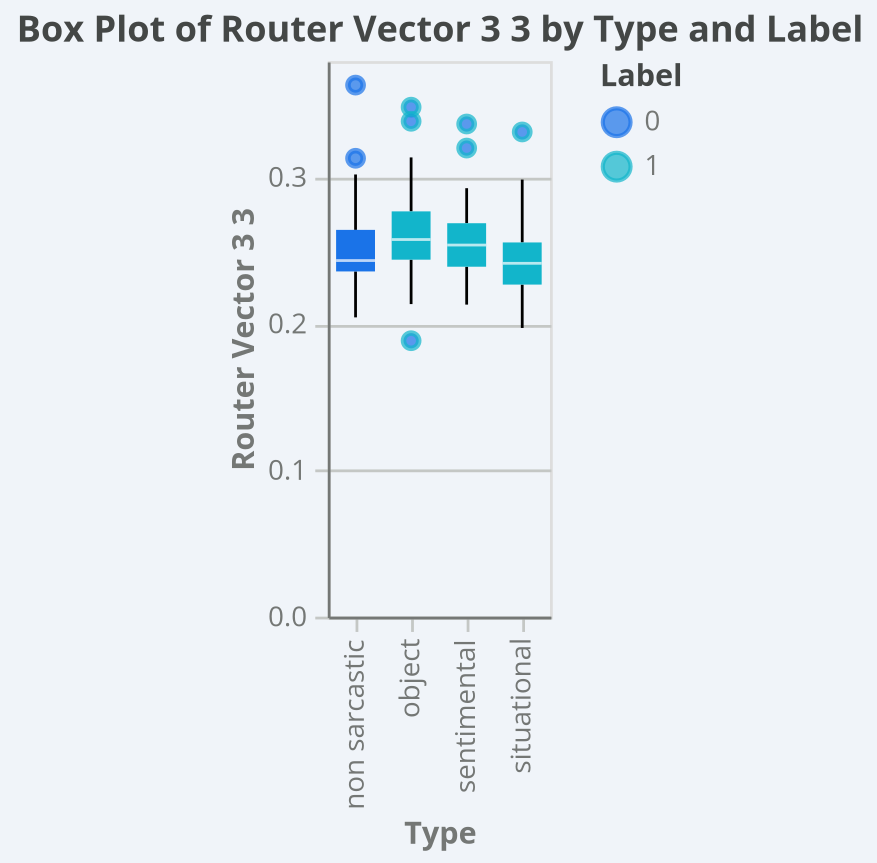 Box Plot of Router Vector 3 3 by Type and Label
Label
0
1
Router Vector 3 3
0.3
0.2
0.1
0.0
non sarcastic
object
sentimental
situational
Type